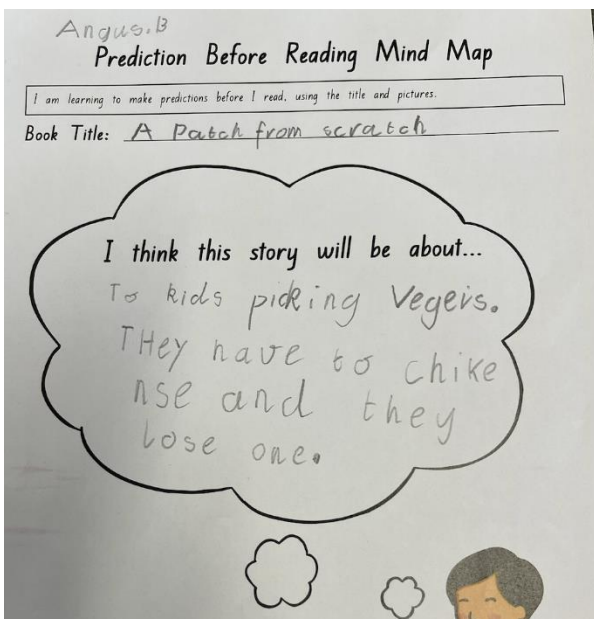 Angus.B
Prediction Before Reading Mind Map
I am learning to make predictions before I read, using the title and pictures.
Book Title: A Patch from scratch
I think this story will be about...
To kids picking Vegeis.
THey have to chike
nse and they
lose one.